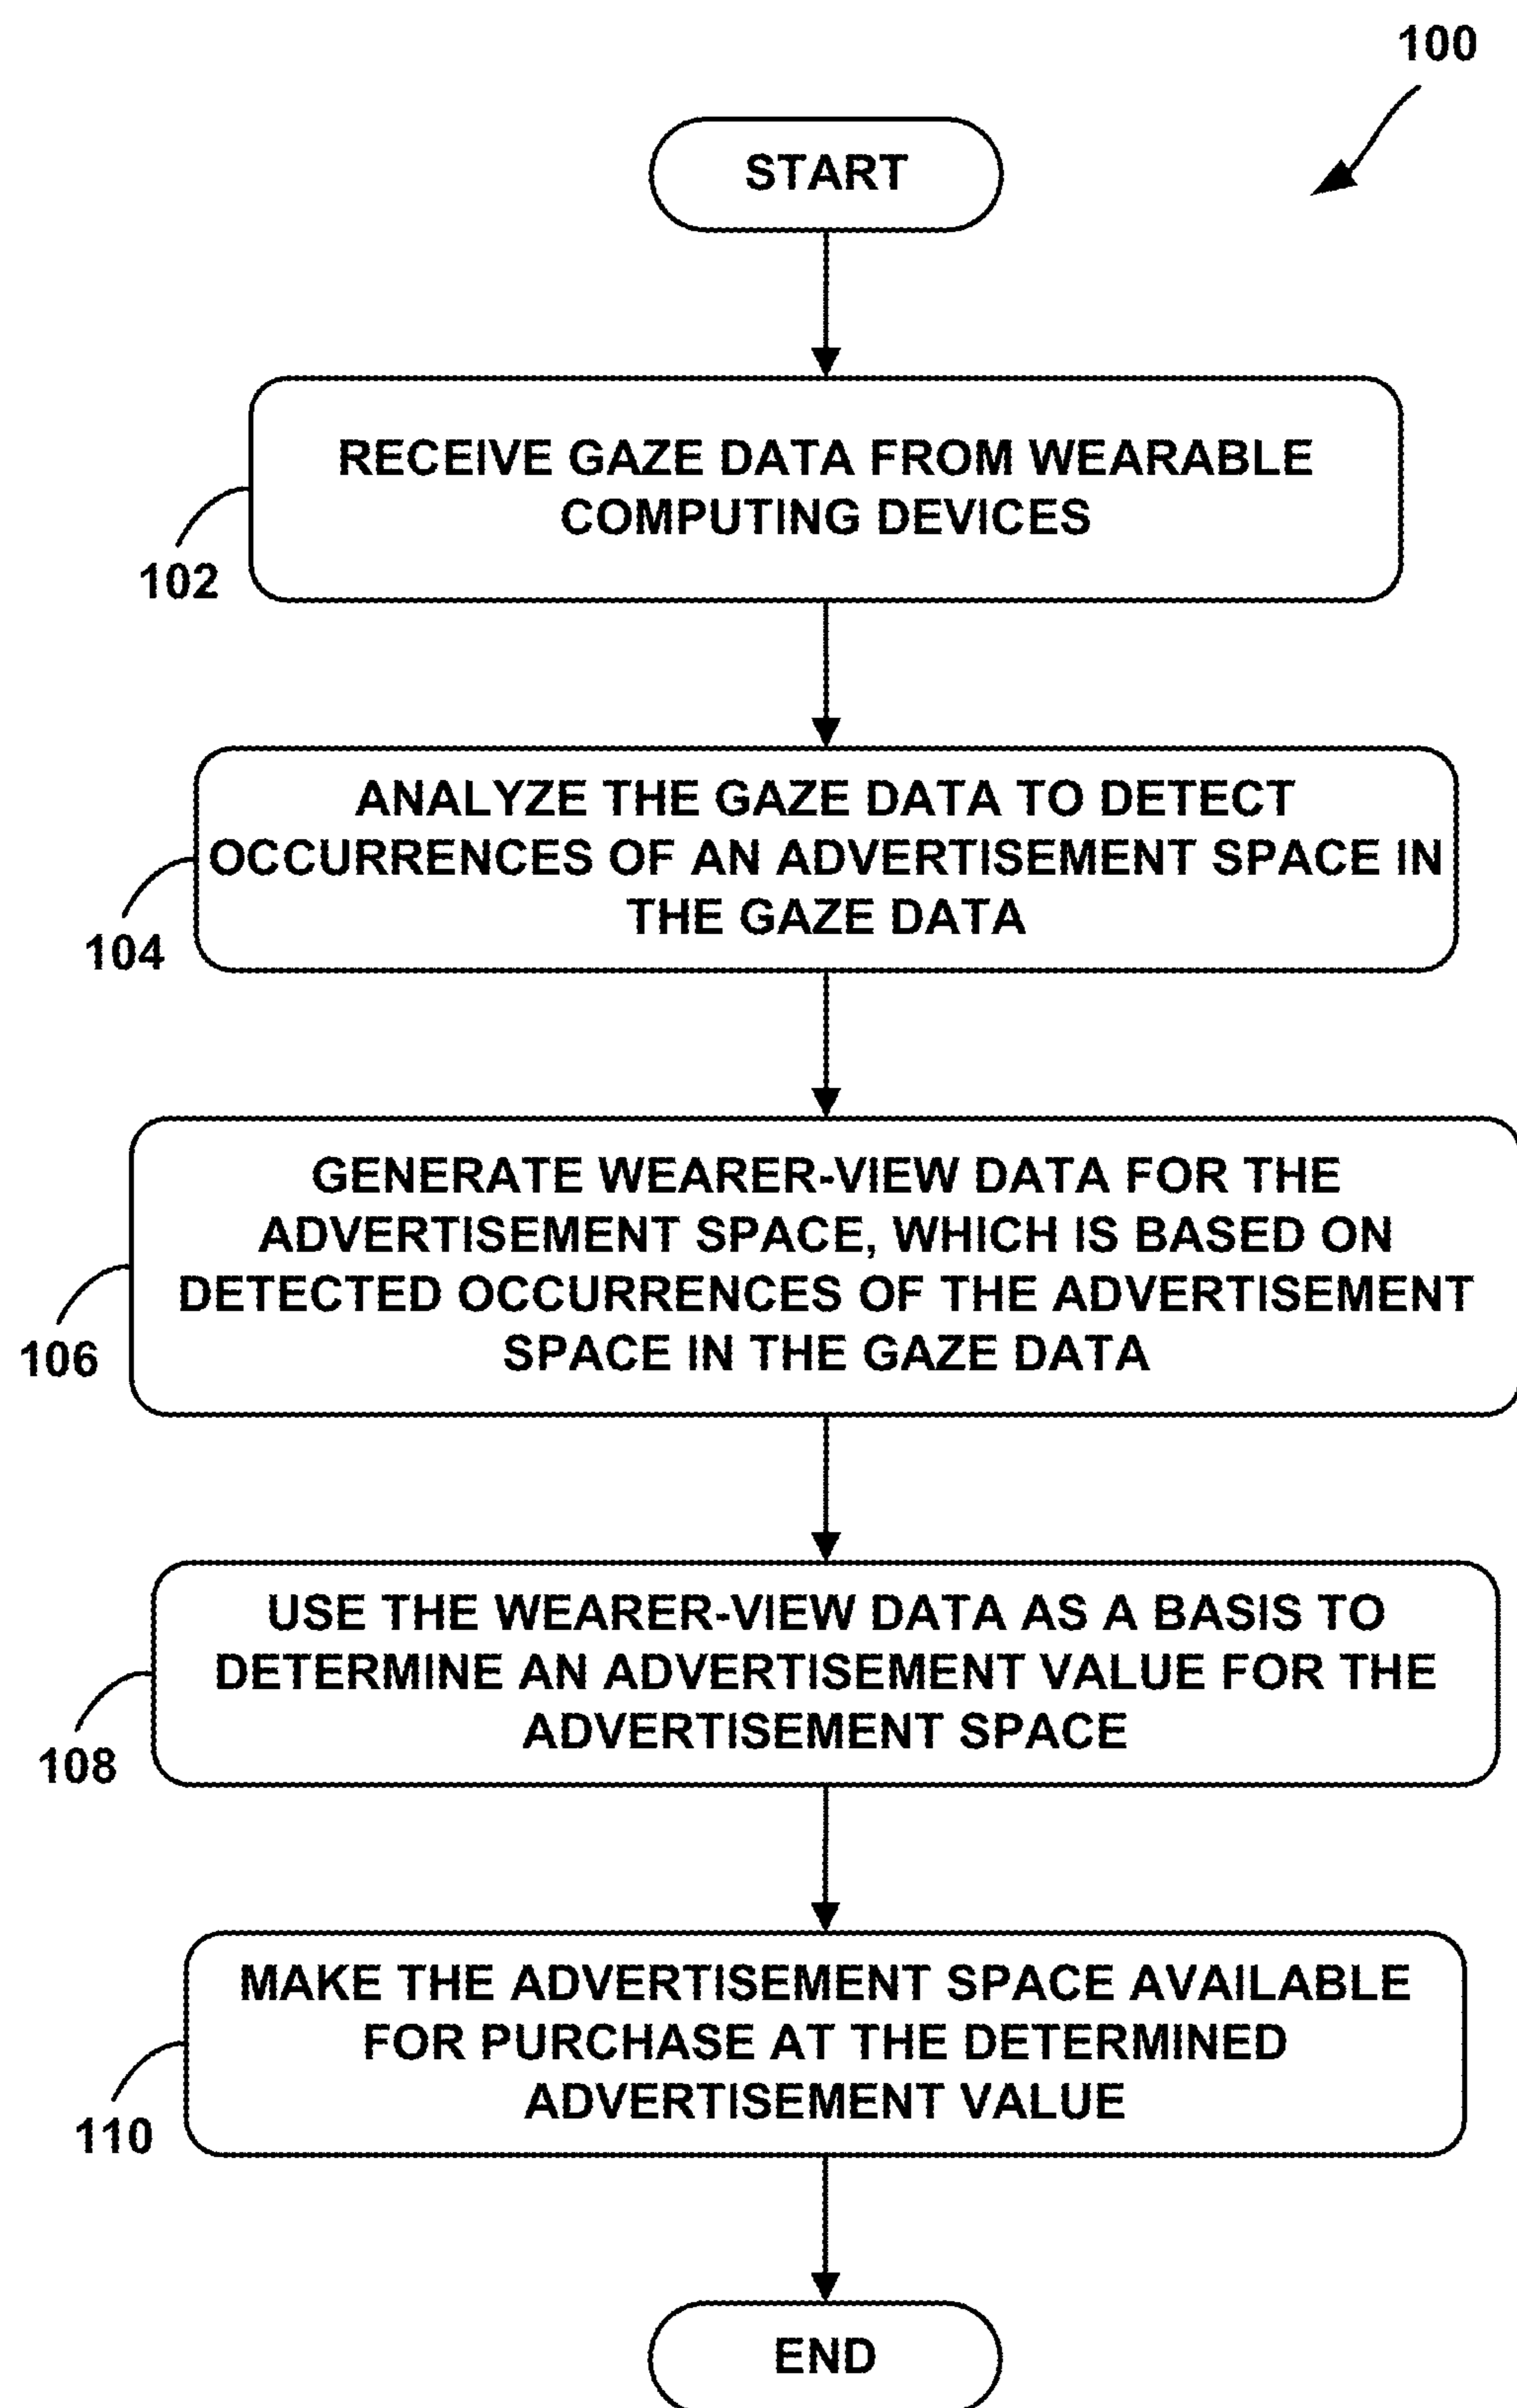 100
START
RECEIVE GAZE DATA FROM WEARABLE
COMPUTING DEVICES
102
ANALYZE THE GAZE DATA TO DETECT
OCCURRENCES OF AN ADVERTISEMENT SPACE IN
THE GAZE DATA
104
GENERATE WEARER-VIEW DATA FOR THE
ADVERTISEMENT SPACE, WHICH IS BASED ON
DETECTED OCCURRENCES OF THE ADVERTISEMENT
SPACE IN THE GAZE DATA
106
USE THE WEARER-VIEW DATA AS A BASIS TO
DETERMINE AN ADVERTISEMENT VALUE FOR THE
ADVERTISEMENT SPACE
108
MAKE THE ADVERTISEMENT SPACE AVAILABLE
FOR PURCHASE AT THE DETERMINED
ADVERTISEMENT VALUE
110
END